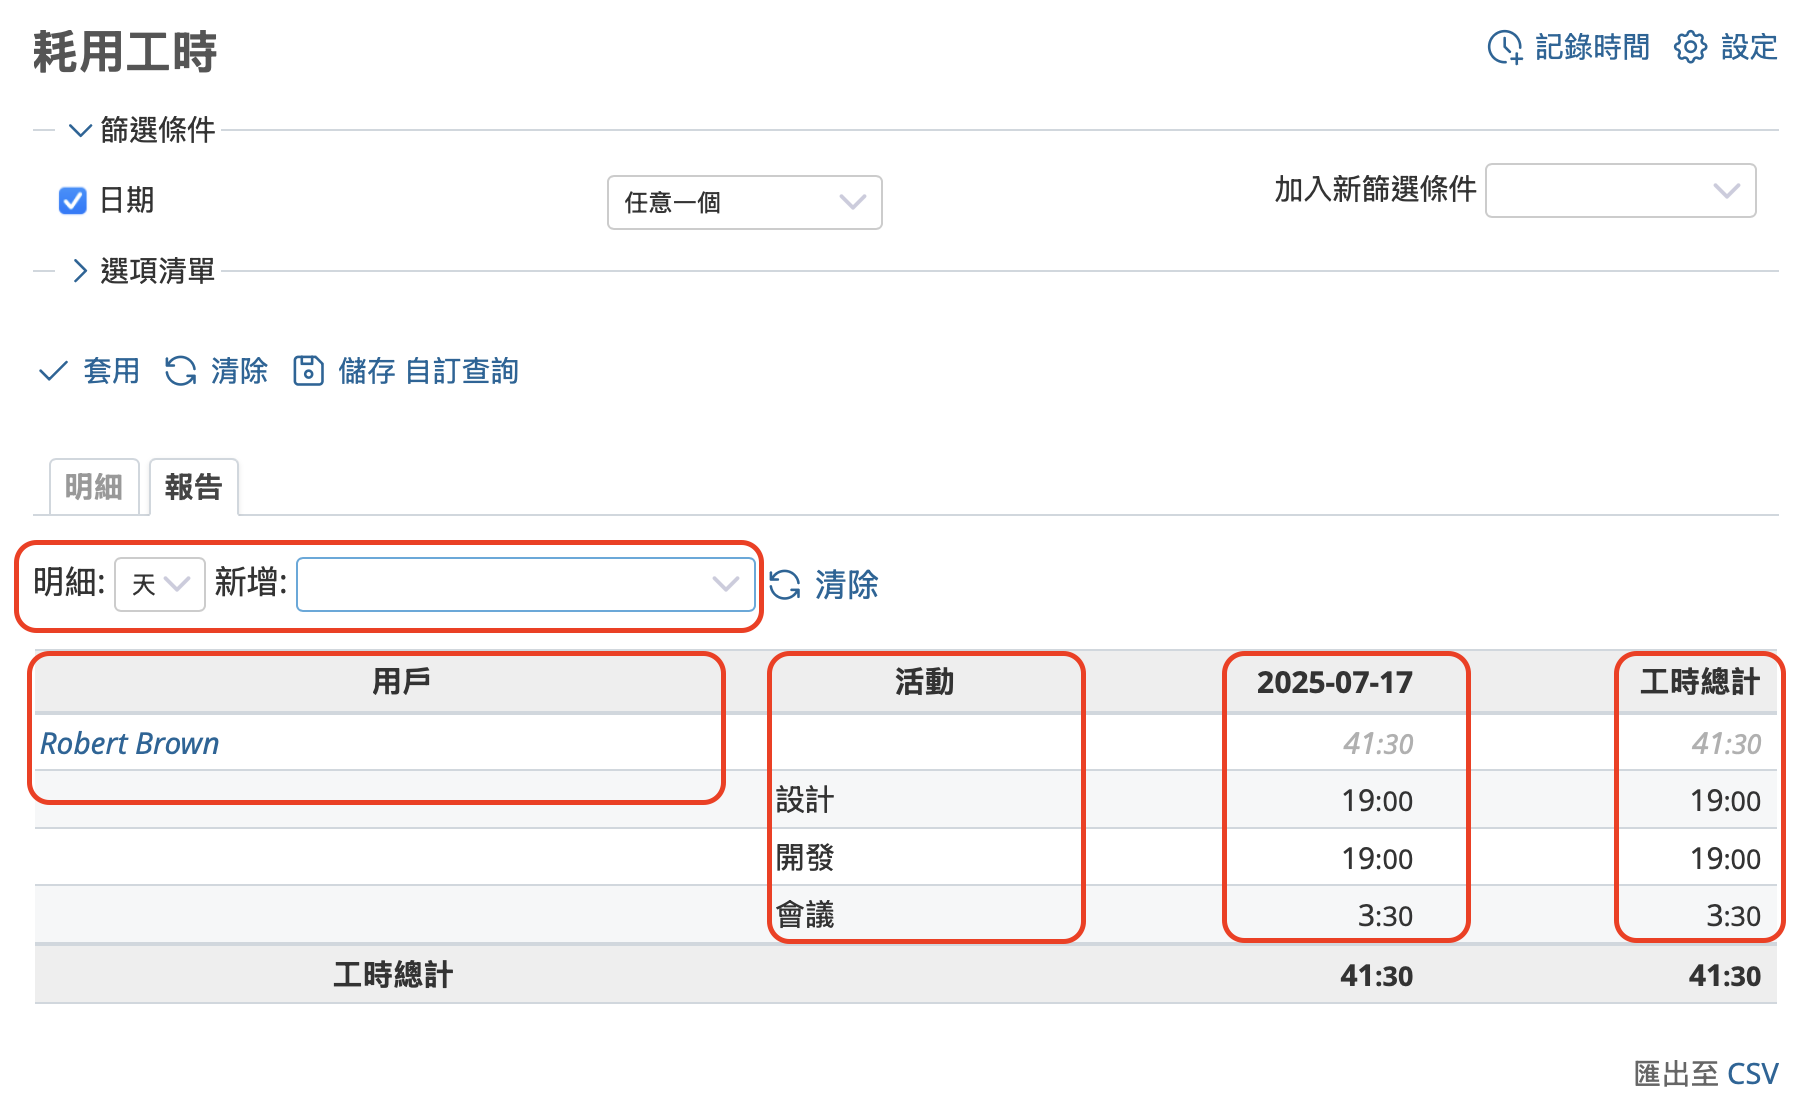 耗用工時
記錄時間 設定
篩選條件
日期 任意一個 加入新篩選條件
選項清單
套用 清除 儲存 自訂查詢
明細 報告
明細: 天 新增: 清除
用戶 活動 2025-07-17 工時總計
Robert Brown 41:30 41:30
設計 19:00 19:00
開發 19:00 19:00
會議 3:30 3:30
工時總計 41:30 41:30
匯出至 CSV